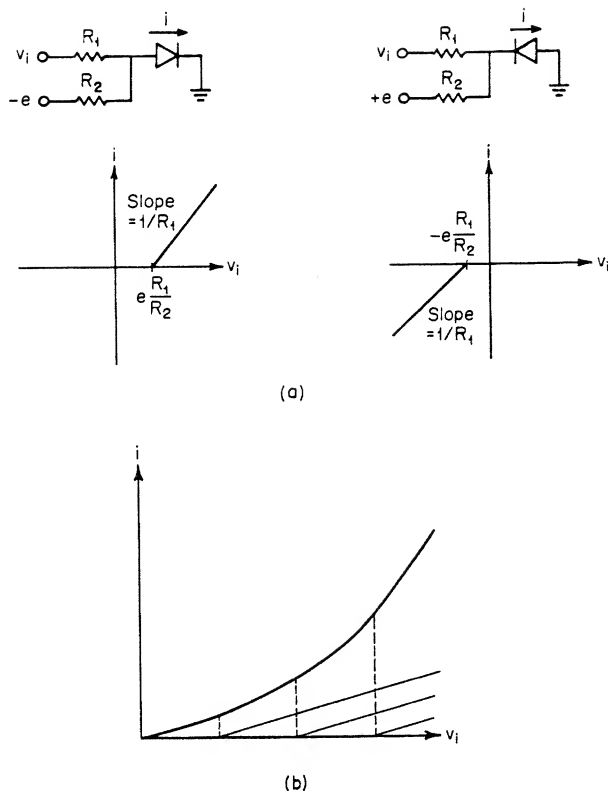 i
R₁
vᵢ
R₂
-e
i
R₁
vᵢ
R₂
+e
i
Slope
=1/R₁
vᵢ
e R₁/R₂
i
-e R₁/R₂
vᵢ
Slope
=1/R₁
(a)
i
vᵢ
(b)